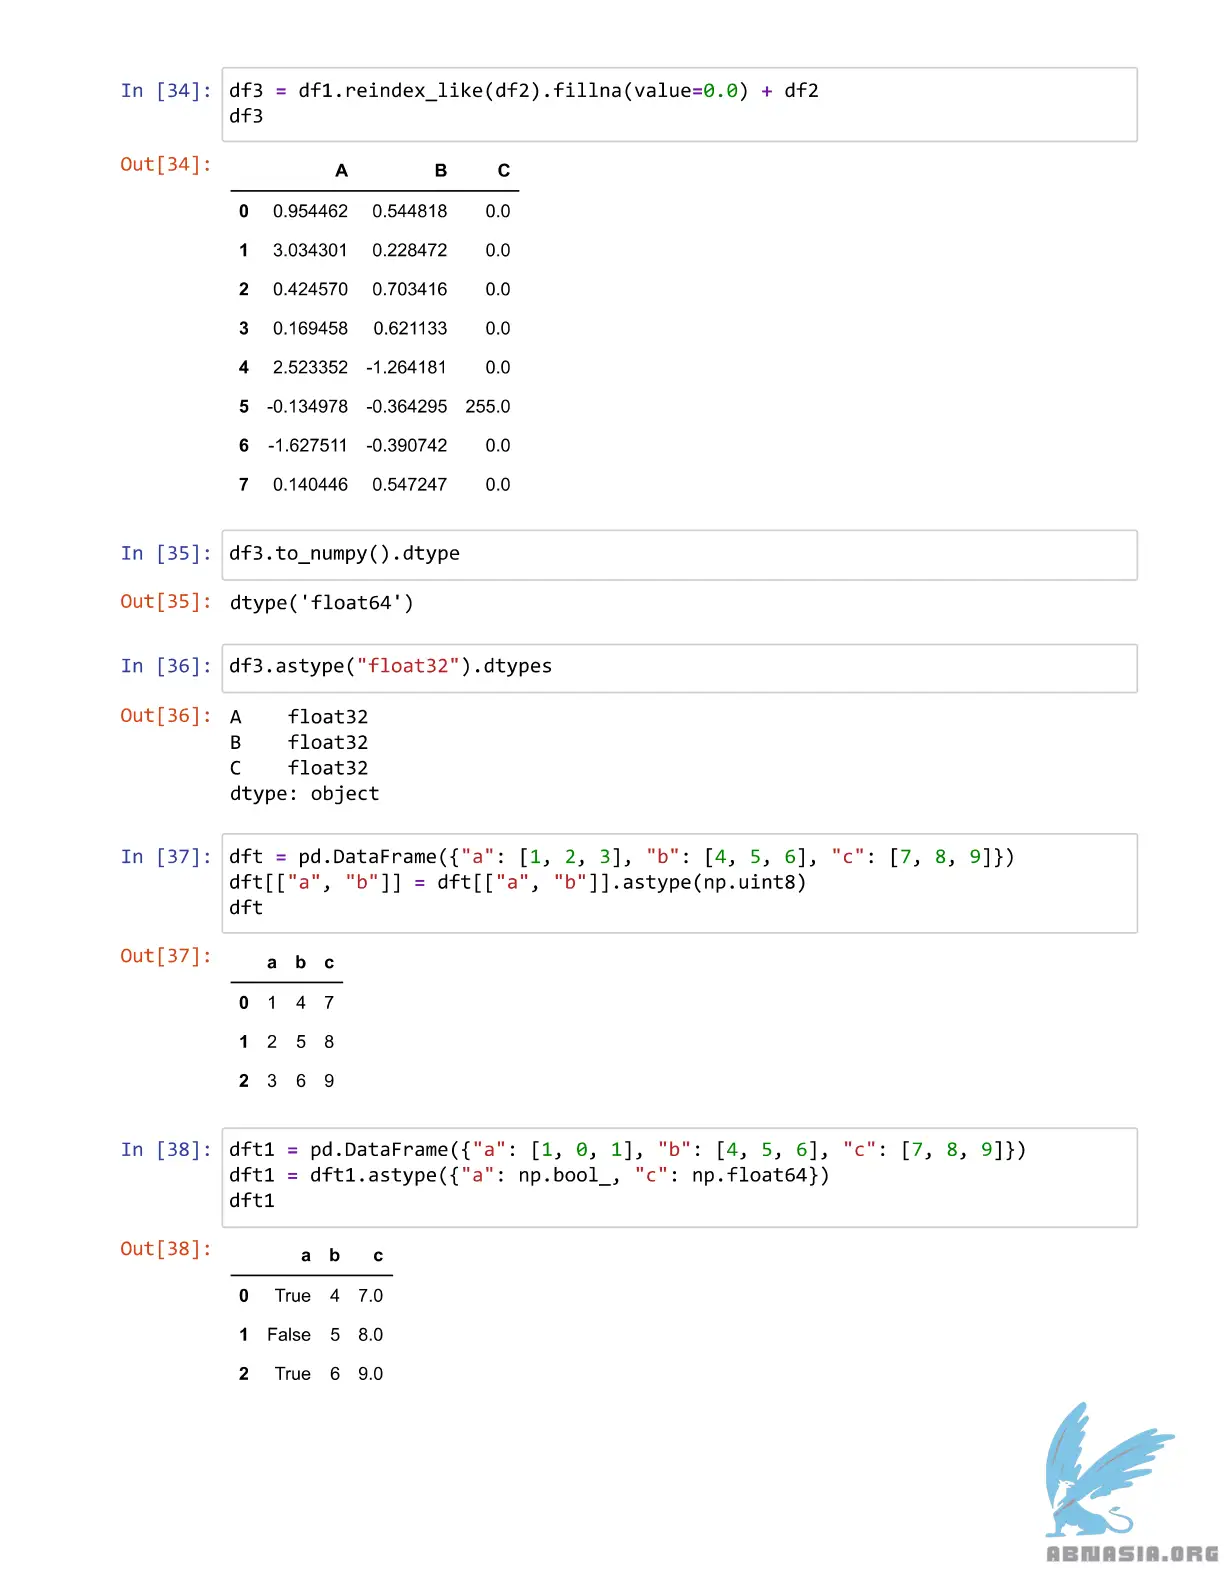 In [34]: df3 = df1.reindex_like(df2).fillna(value=0.0) + df2
df3
Out[34]:
A B C
0 0.954462 0.544818 0.0
1 3.034301 0.228472 0.0
2 0.424570 0.703416 0.0
3 0.169458 0.621133 0.0
4 2.523352 -1.264181 0.0
5 -0.134978 -0.364295 255.0
6 -1.627511 -0.390742 0.0
7 0.140446 0.547247 0.0
In [35]: df3.to_numpy().dtype
Out[35]: dtype('float64')
In [36]: df3.astype("float32").dtypes
Out[36]: A    float32
B    float32
C    float32
dtype: object
In [37]: dft = pd.DataFrame({"a": [1, 2, 3], "b": [4, 5, 6], "c": [7, 8, 9]})
dft[["a", "b"]] = dft[["a", "b"]].astype(np.uint8)
dft
Out[37]:
a b c
0 1 4 7
1 2 5 8
2 3 6 9
In [38]: dft1 = pd.DataFrame({"a": [1, 0, 1], "b": [4, 5, 6], "c": [7, 8, 9]})
dft1 = dft1.astype({"a": np.bool_, "c": np.float64})
dft1
Out[38]:
a b c
0 True 4 7.0
1 False 5 8.0
2 True 6 9.0
ABNASIA.ORG